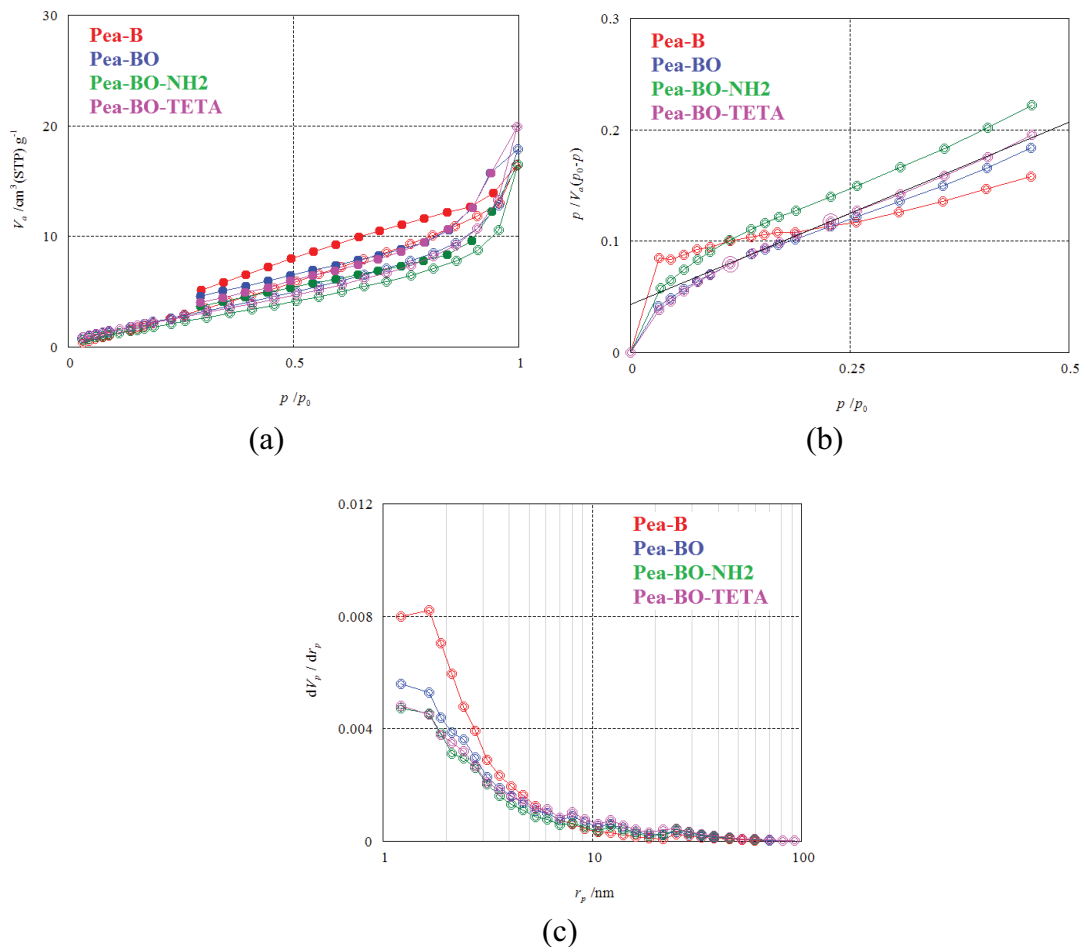 30
Pea-B
Pea-BO
Pea-BO-NH2
Pea-BO-TETA
20
Va/cm3(STP) g-1
10
0
0 0.5 1
p /p0
(a)
0.3
Pea-B
Pea-BO
Pea-BO-NH2
Pea-BO-TETA
0.2
p /Va(p0-p)
0.1
0
0 0.25 0.5
p /p0
(b)
0.012
Pea-B
Pea-BO
Pea-BO-NH2
Pea-BO-TETA
0.008
dVp / drp
0.004
0
1 10 100
rp /nm
(c)